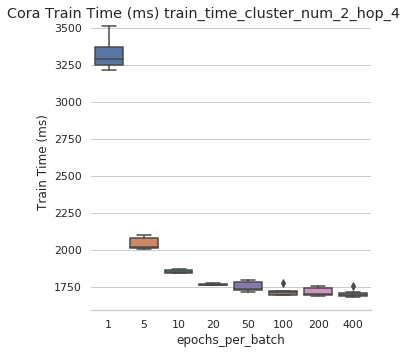 Cora Train Time (ms) train_time_cluster_num_2_hop_4
3500
3250
3000
2750
2500
2250
2000
1750
Train Time (ms)
1 5 10 20 50 100 200 400
epochs_per_batch